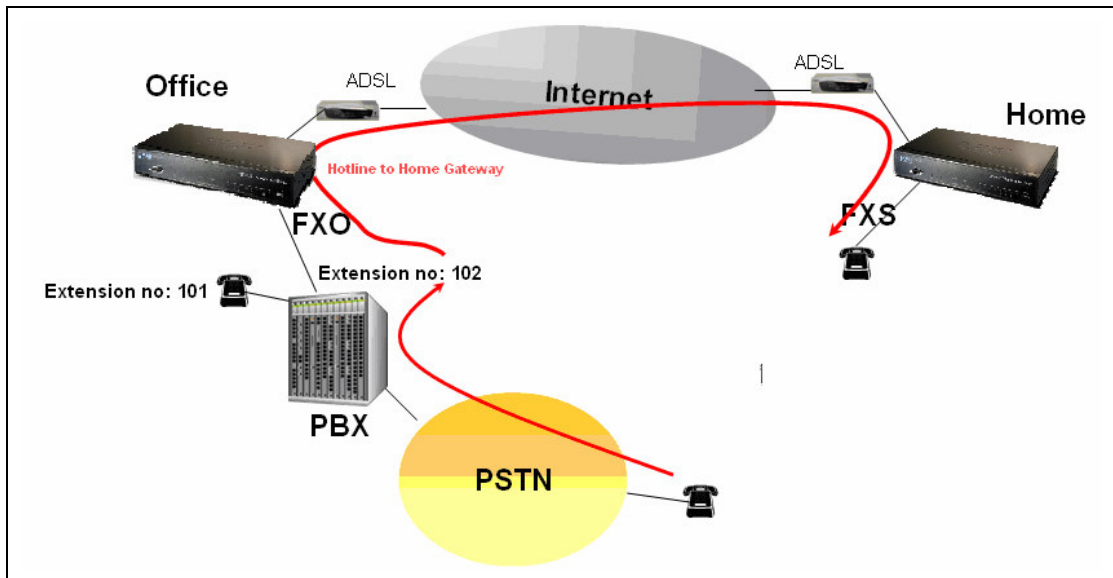 Office
ADSL
Internet
ADSL
Home
Hotline to Home Gateway
FXO
FXS
Extension no: 102
Extension no: 101
PBX
PSTN